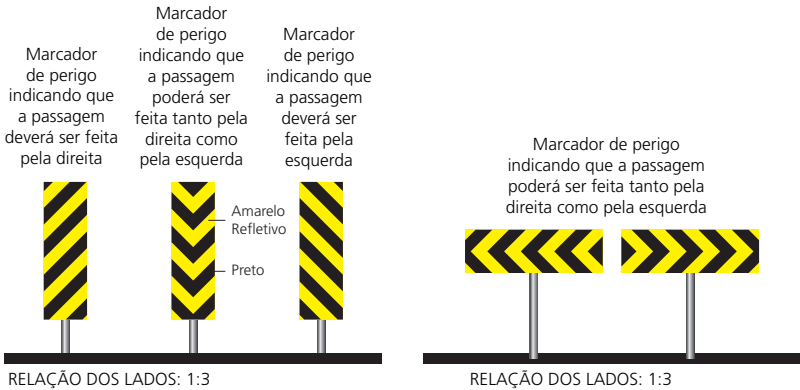 Marcador
de perigo
indicando que
a passagem
deverá ser feita
pela direita
Marcador
de perigo
indicando que
a passagem
poderá ser
feita tanto pela
direita como
pela esquerda
Marcador
de perigo
indicando que
a passagem
deverá ser
feita pela
esquerda
Amarelo
Refletivo
Preto
RELAÇÃO DOS LADOS: 1:3
Marcador de perigo
indicando que a passagem
poderá ser feita tanto pela
direita como pela esquerda
RELAÇÃO DOS LADOS: 1:3